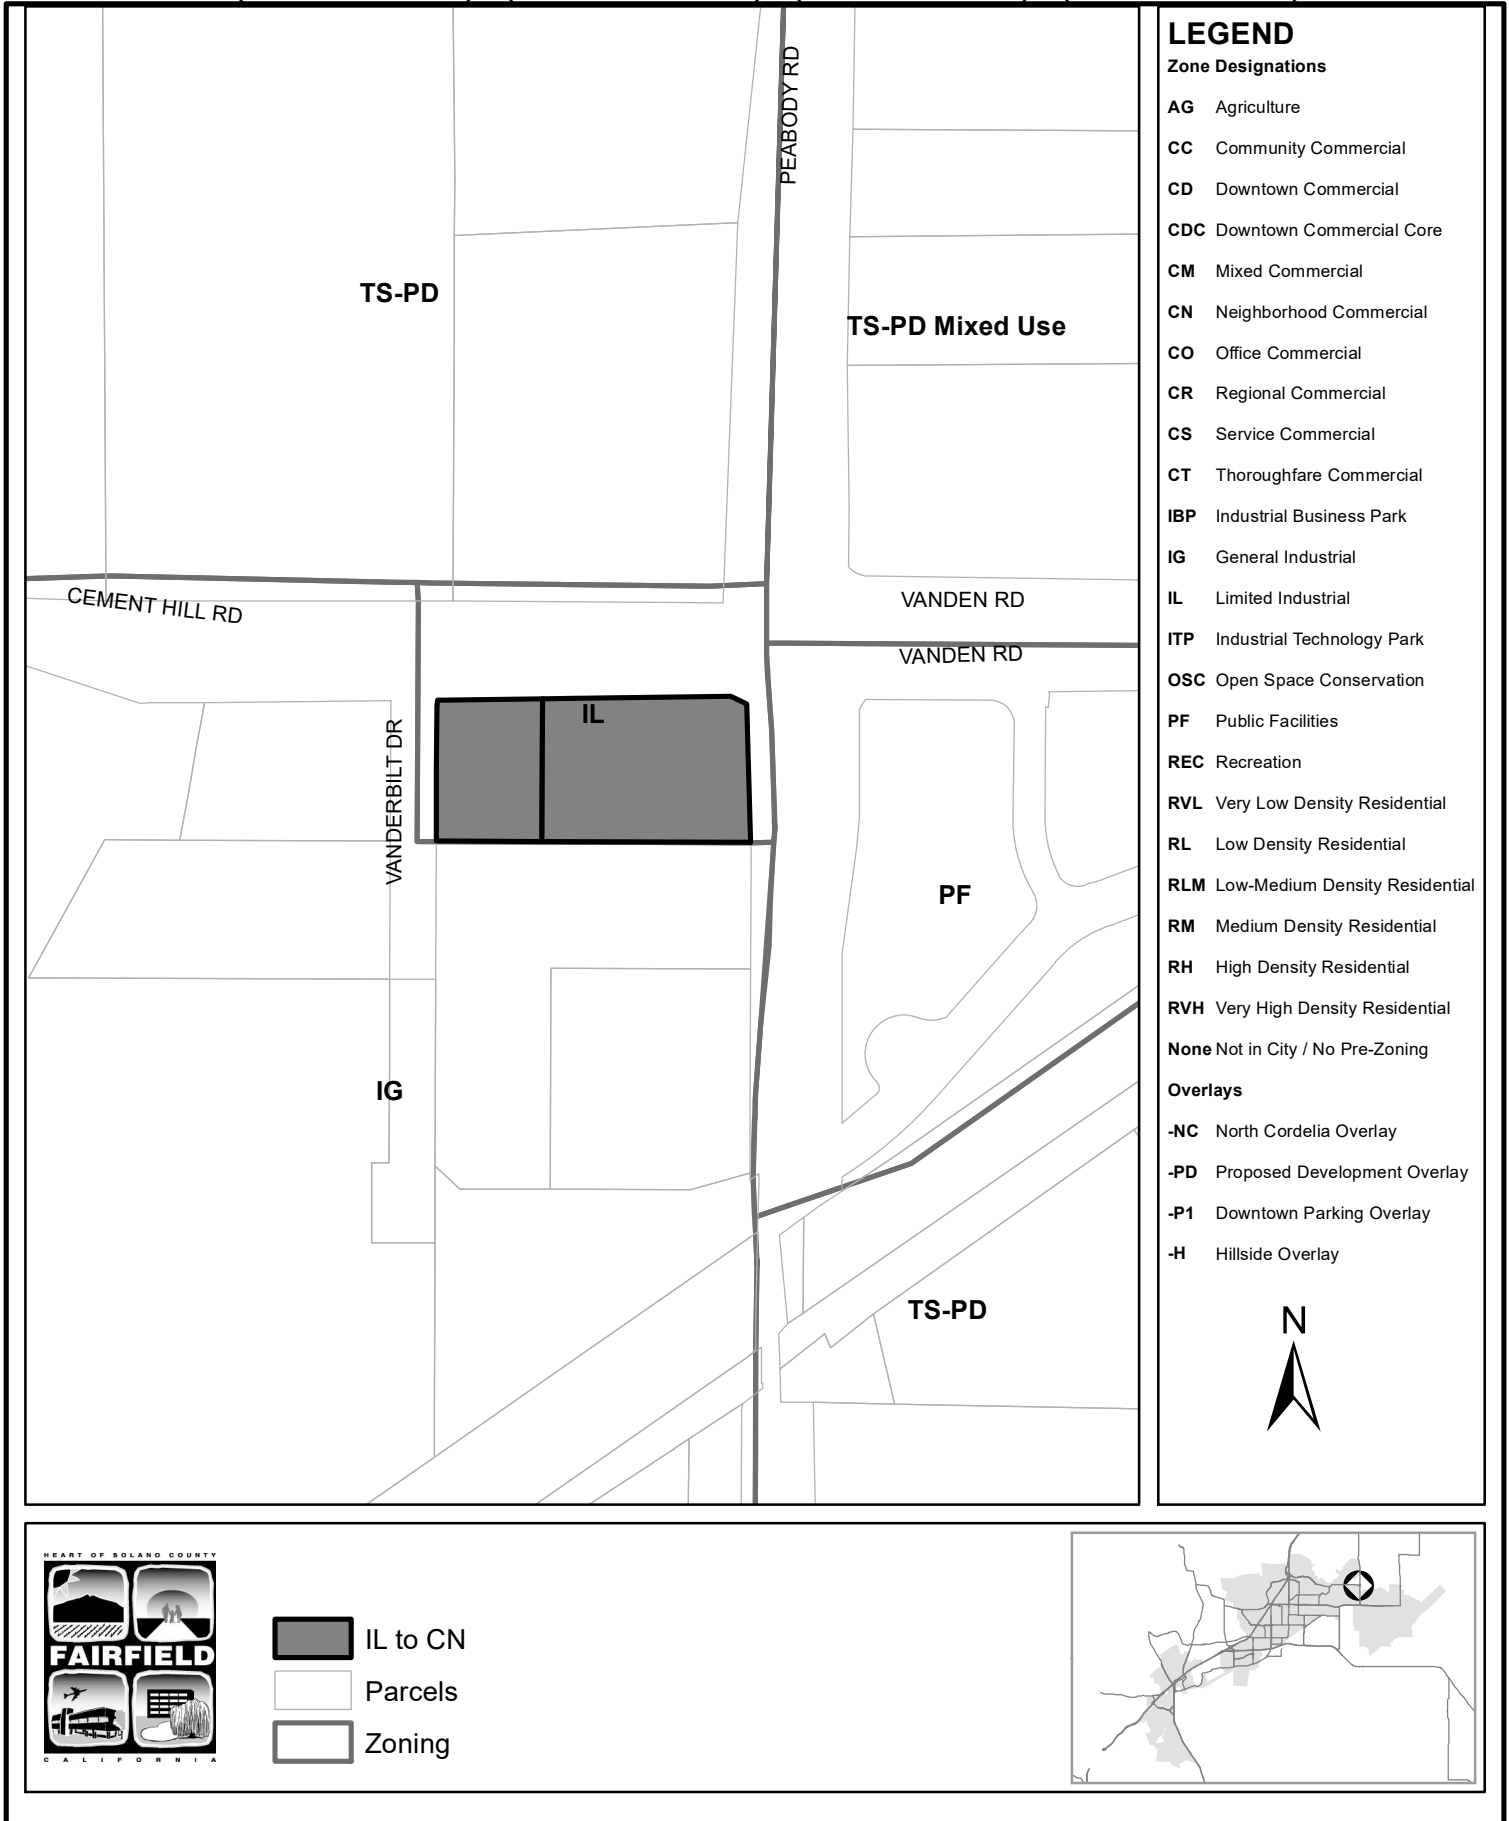 PEABODY RD
TS-PD
TS-PD Mixed Use
CEMENT HILL RD
VANDEN RD
VANDEN RD
IL
VANDERBILT DR
PF
IG
TS-PD
LEGEND
Zone Designations
AG Agriculture
CC Community Commercial
CD Downtown Commercial
CDC Downtown Commercial Core
CM Mixed Commercial
CN Neighborhood Commercial
CO Office Commercial
CR Regional Commercial
CS Service Commercial
CT Thoroughfare Commercial
IBP Industrial Business Park
IG General Industrial
IL Limited Industrial
ITP Industrial Technology Park
OSC Open Space Conservation
PF Public Facilities
REC Recreation
RVL Very Low Density Residential
RL Low Density Residential
RLM Low-Medium Density Residential
RM Medium Density Residential
RH High Density Residential
RVH Very High Density Residential
None Not in City / No Pre-Zoning
Overlays
-NC North Cordelia Overlay
-PD Proposed Development Overlay
-P1 Downtown Parking Overlay
-H Hillside Overlay
N
HEART OF SOLANO COUNTY
FAIRFIELD
CALIFORNIA
IL to CN
Parcels
Zoning